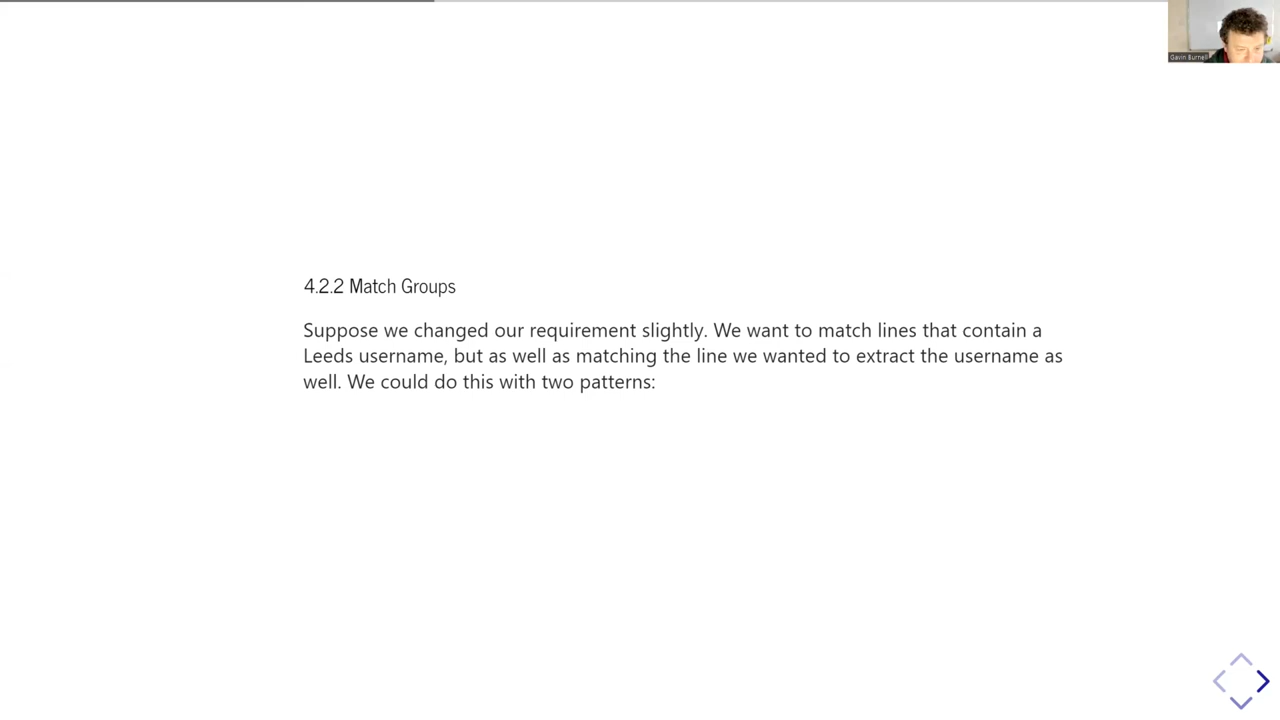 Gavin Burnell
4.2.2 Match Groups
Suppose we changed our requirement slightly. We want to match lines that contain a
Leeds username, but as well as matching the line we wanted to extract the username as
well. We could do this with two patterns: